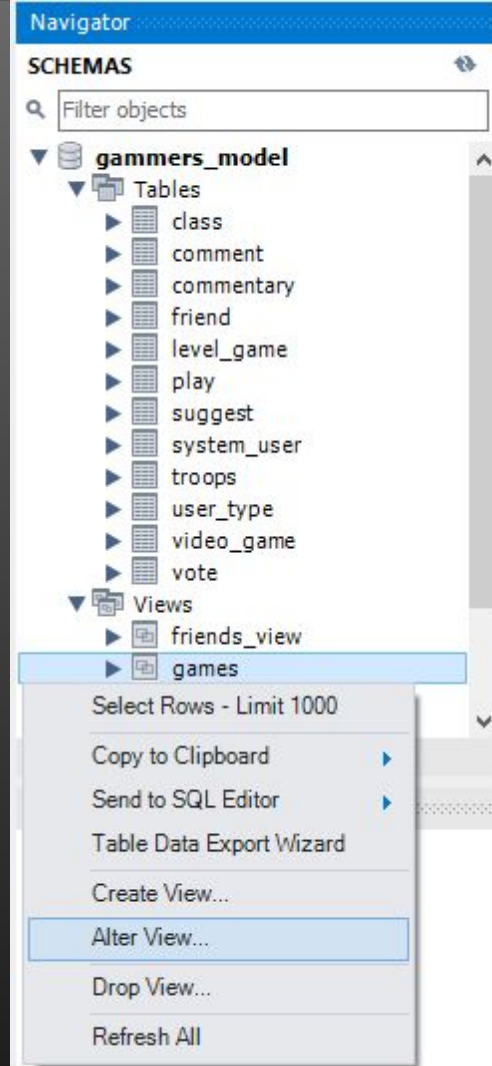 Navigator
SCHEMAS
Filter objects
gammers_model
Tables
class
comment
commentary
friend
level_game
play
suggest
system_user
troops
user_type
video_game
vote
Views
friends_view
games
Select Rows - Limit 1000
Copy to Clipboard
Send to SQL Editor
Table Data Export Wizard
Create View...
Alter View...
Drop View...
Refresh All